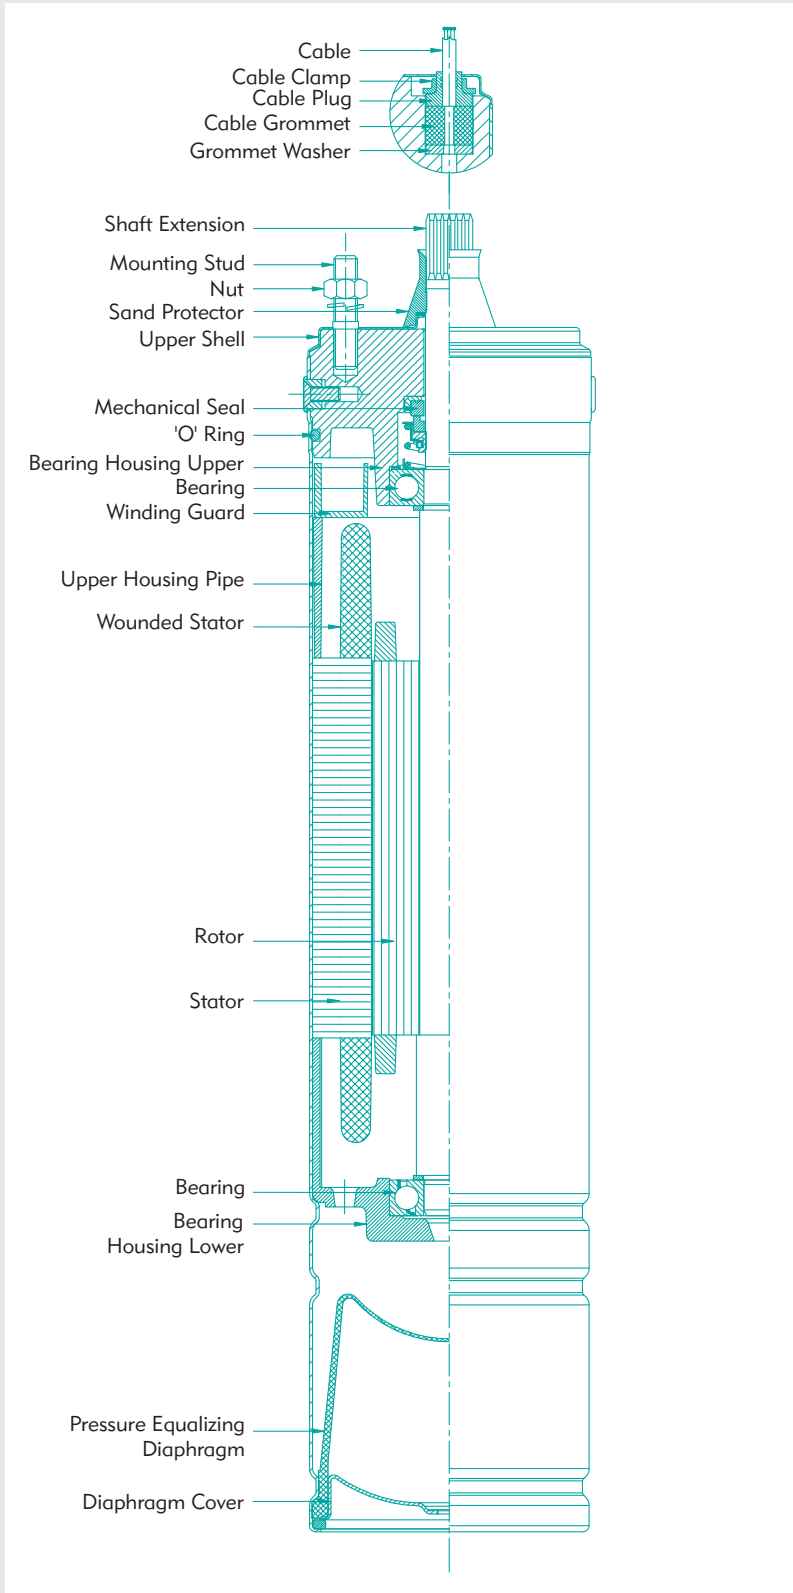 Cable
Cable Clamp
Cable Plug
Cable Grommet
Grommet Washer
Shaft Extension
Mounting Stud
Nut
Sand Protector
Upper Shell
Mechanical Seal
'O' Ring
Bearing Housing Upper
Bearing
Winding Guard
Upper Housing Pipe
Wounded Stator
Rotor
Stator
Bearing
Bearing
Housing Lower
Pressure Equalizing
Diaphragm
Diaphragm Cover